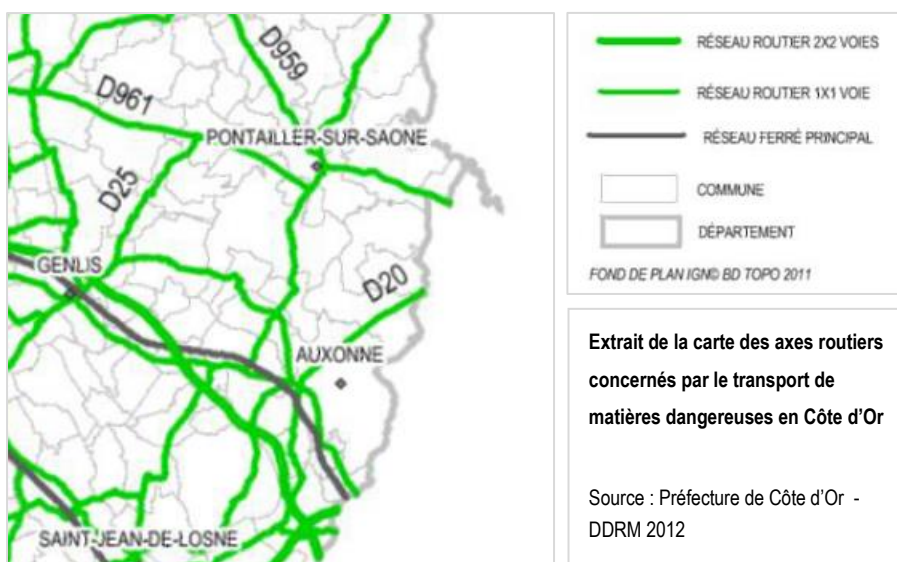 D959
D961
PONTAILLER-SUR-SAONE
D25
GENLIS
D20
AUXONNE
SAINT-JEAN-DE-LOSNE
RÉSEAU ROUTIER 2X2 VOIES
RÉSEAU ROUTIER 1X1 VOIE
RÉSEAU FERRÉ PRINCIPAL
COMMUNE
DÉPARTEMENT
FOND DE PLAN IGN© BD TOPO 2011
Extrait de la carte des axes routiers
concernés par le transport de
matières dangereuses en Côte d’Or
Source : Préfecture de Côte d’Or -
DDRM 2012